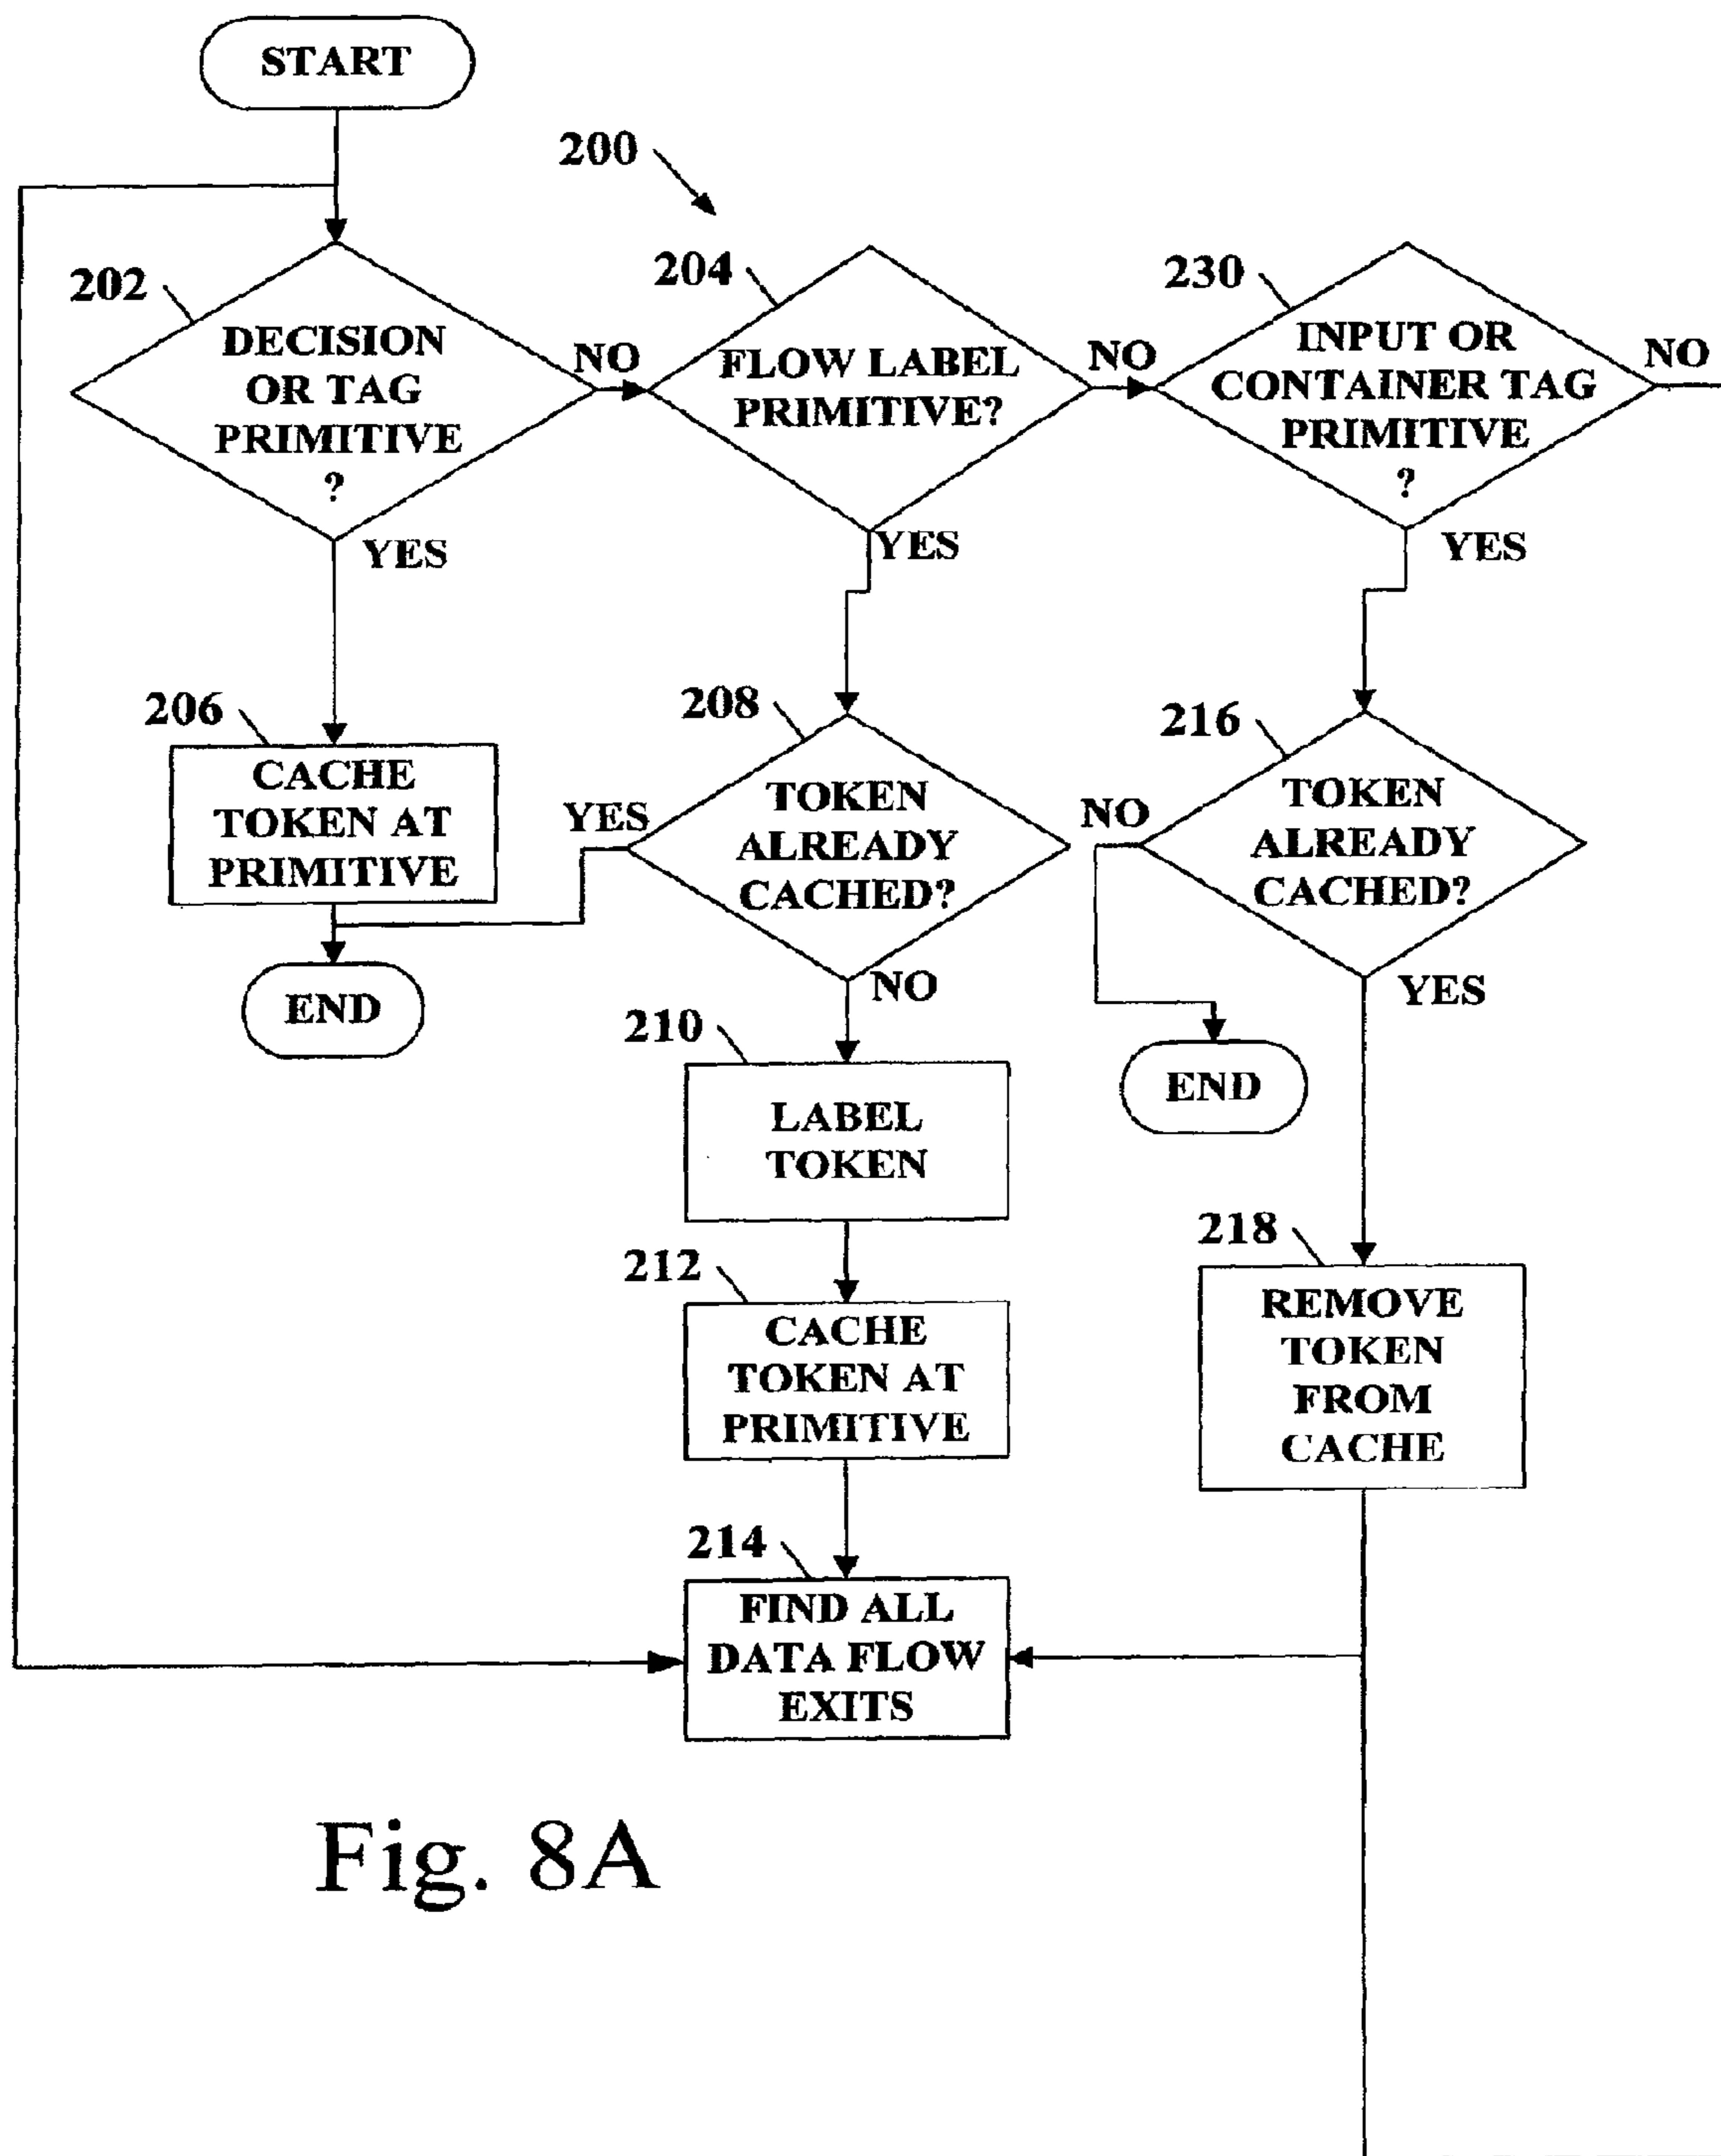 START
200
202
DECISION
OR TAG
PRIMITIVE
?
NO
YES
204
FLOW LABEL
PRIMITIVE?
NO
YES
230
INPUT OR
CONTAINER TAG
PRIMITIVE
?
NO
YES
206
CACHE
TOKEN AT
PRIMITIVE
END
208
TOKEN
ALREADY
CACHED?
YES
NO
216
TOKEN
ALREADY
CACHED?
NO
YES
END
210
LABEL
TOKEN
212
CACHE
TOKEN AT
PRIMITIVE
218
REMOVE
TOKEN
FROM
CACHE
214
FIND ALL
DATA FLOW
EXITS
Fig. 8A